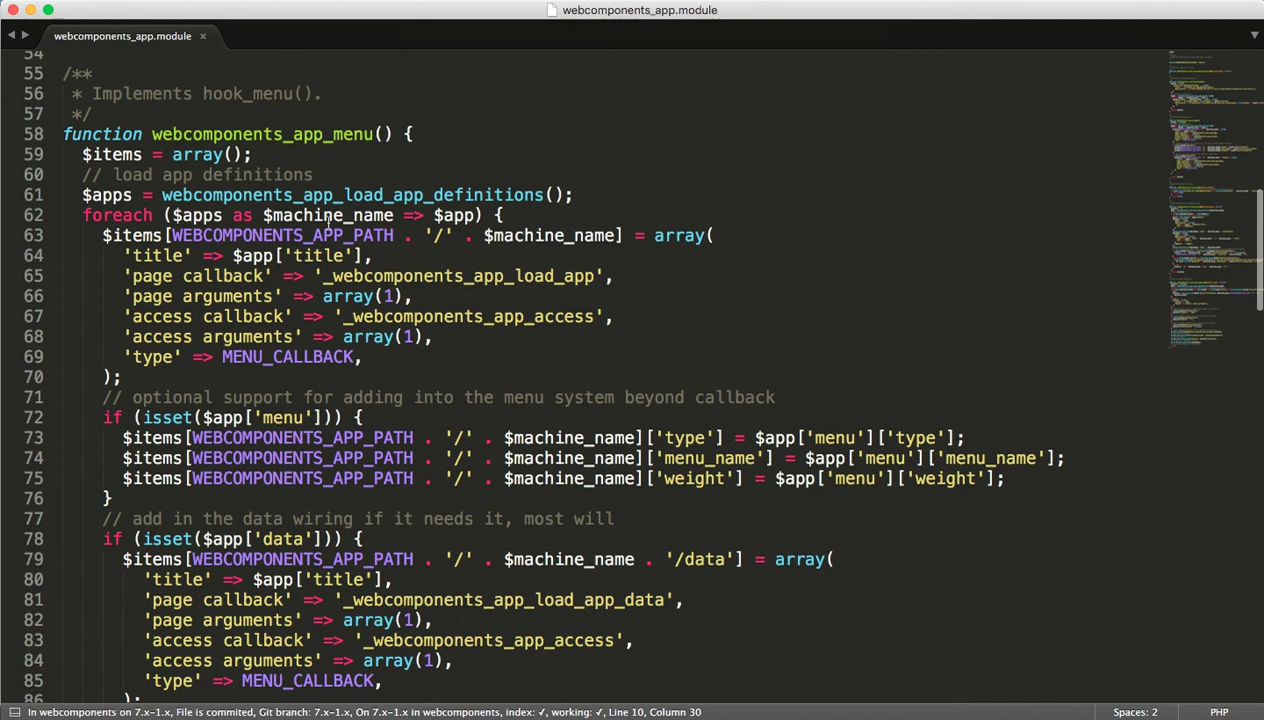 webcomponents_app.module
webcomponents_app.module ×
54
55 /**
56  * Implements hook_menu().
57  */
58 function webcomponents_app_menu() {
59   $items = array();
60   // load app definitions
61   $apps = webcomponents_app_load_app_definitions();
62   foreach ($apps as $machine_name => $app) {
63     $items[WEBCOMPONENTS_APP_PATH . '/' . $machine_name] = array(
64       'title' => $app['title'],
65       'page callback' => '_webcomponents_app_load_app',
66       'page arguments' => array(1),
67       'access callback' => '_webcomponents_app_access',
68       'access arguments' => array(1),
69       'type' => MENU_CALLBACK,
70     );
71     // optional support for adding into the menu system beyond callback
72     if (isset($app['menu'])) {
73       $items[WEBCOMPONENTS_APP_PATH . '/' . $machine_name]['type'] = $app['menu']['type'];
74       $items[WEBCOMPONENTS_APP_PATH . '/' . $machine_name]['menu_name'] = $app['menu']['menu_name'];
75       $items[WEBCOMPONENTS_APP_PATH . '/' . $machine_name]['weight'] = $app['menu']['weight'];
76     }
77     // add in the data wiring if it needs it, most will
78     if (isset($app['data'])) {
79       $items[WEBCOMPONENTS_APP_PATH . '/' . $machine_name . '/data'] = array(
80         'title' => $app['title'],
81         'page callback' => '_webcomponents_app_load_app_data',
82         'page arguments' => array(1),
83         'access callback' => '_webcomponents_app_access',
84         'access arguments' => array(1),
85         'type' => MENU_CALLBACK,
86       );
In webcomponents on 7.x-1.x, File is commited, Git branch: 7.x-1.x, On 7.x-1.x in webcomponents, index: ✓, working: ✓, Line 10, Column 30 Spaces: 2 PHP